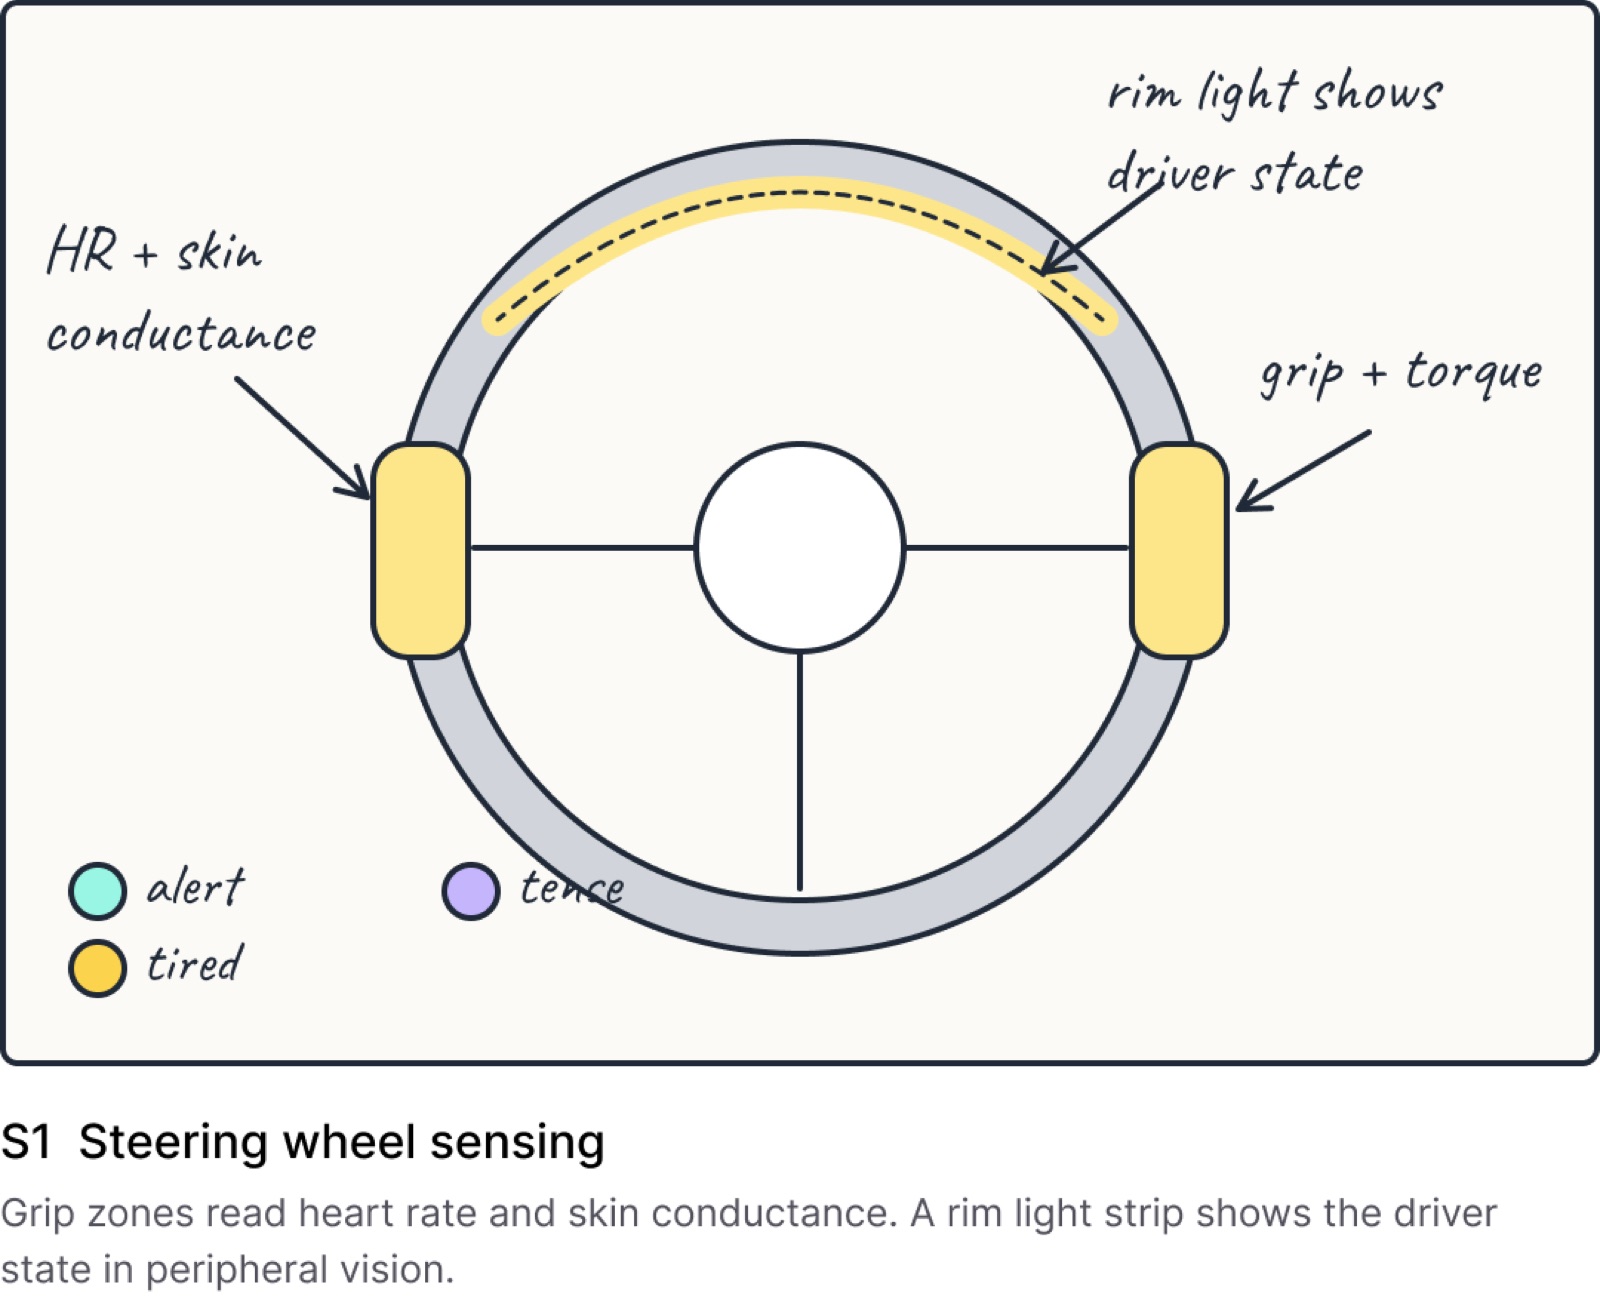 rim light shows
driver state
HR + skin
conductance
grip + torque
alert
tence
tired
S1 Steering wheel sensing
Grip zones read heart rate and skin conductance. A rim light strip shows the driver
state in peripheral vision.